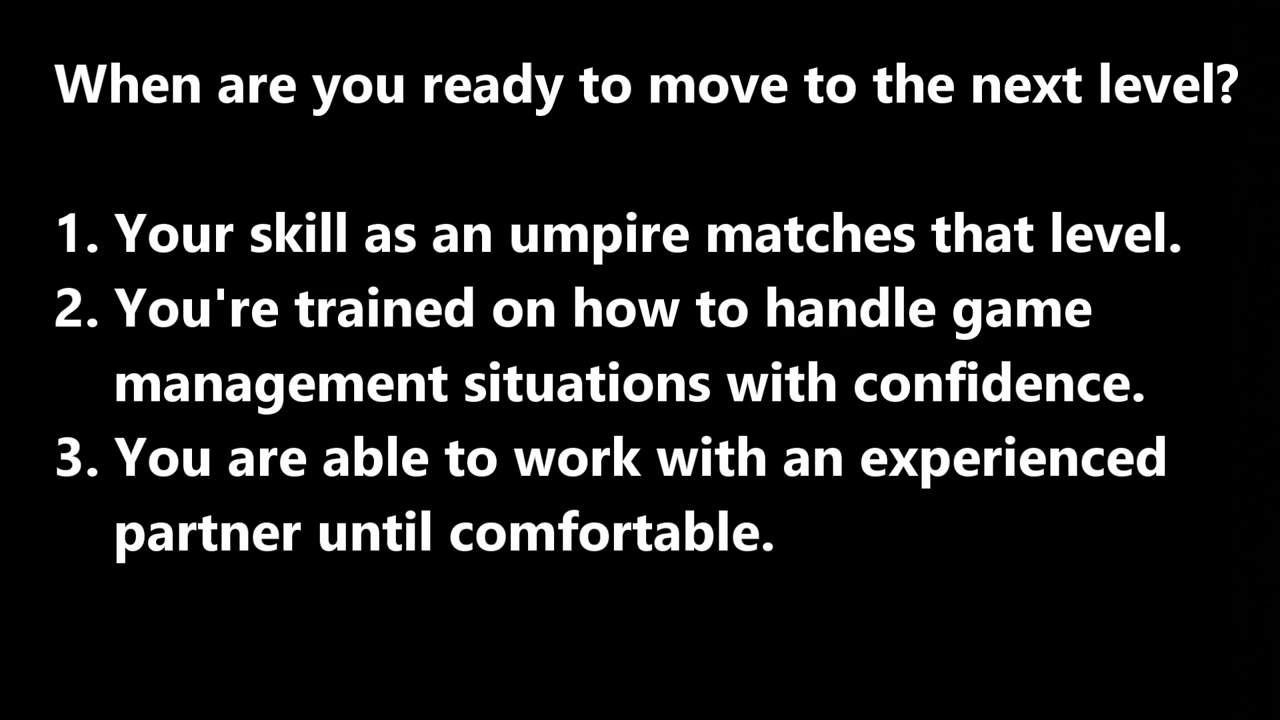 When are you ready to move to the next level?
1. Your skill as an umpire matches that level.
2. You're trained on how to handle game
management situations with confidence.
3. You are able to work with an experienced
partner until comfortable.